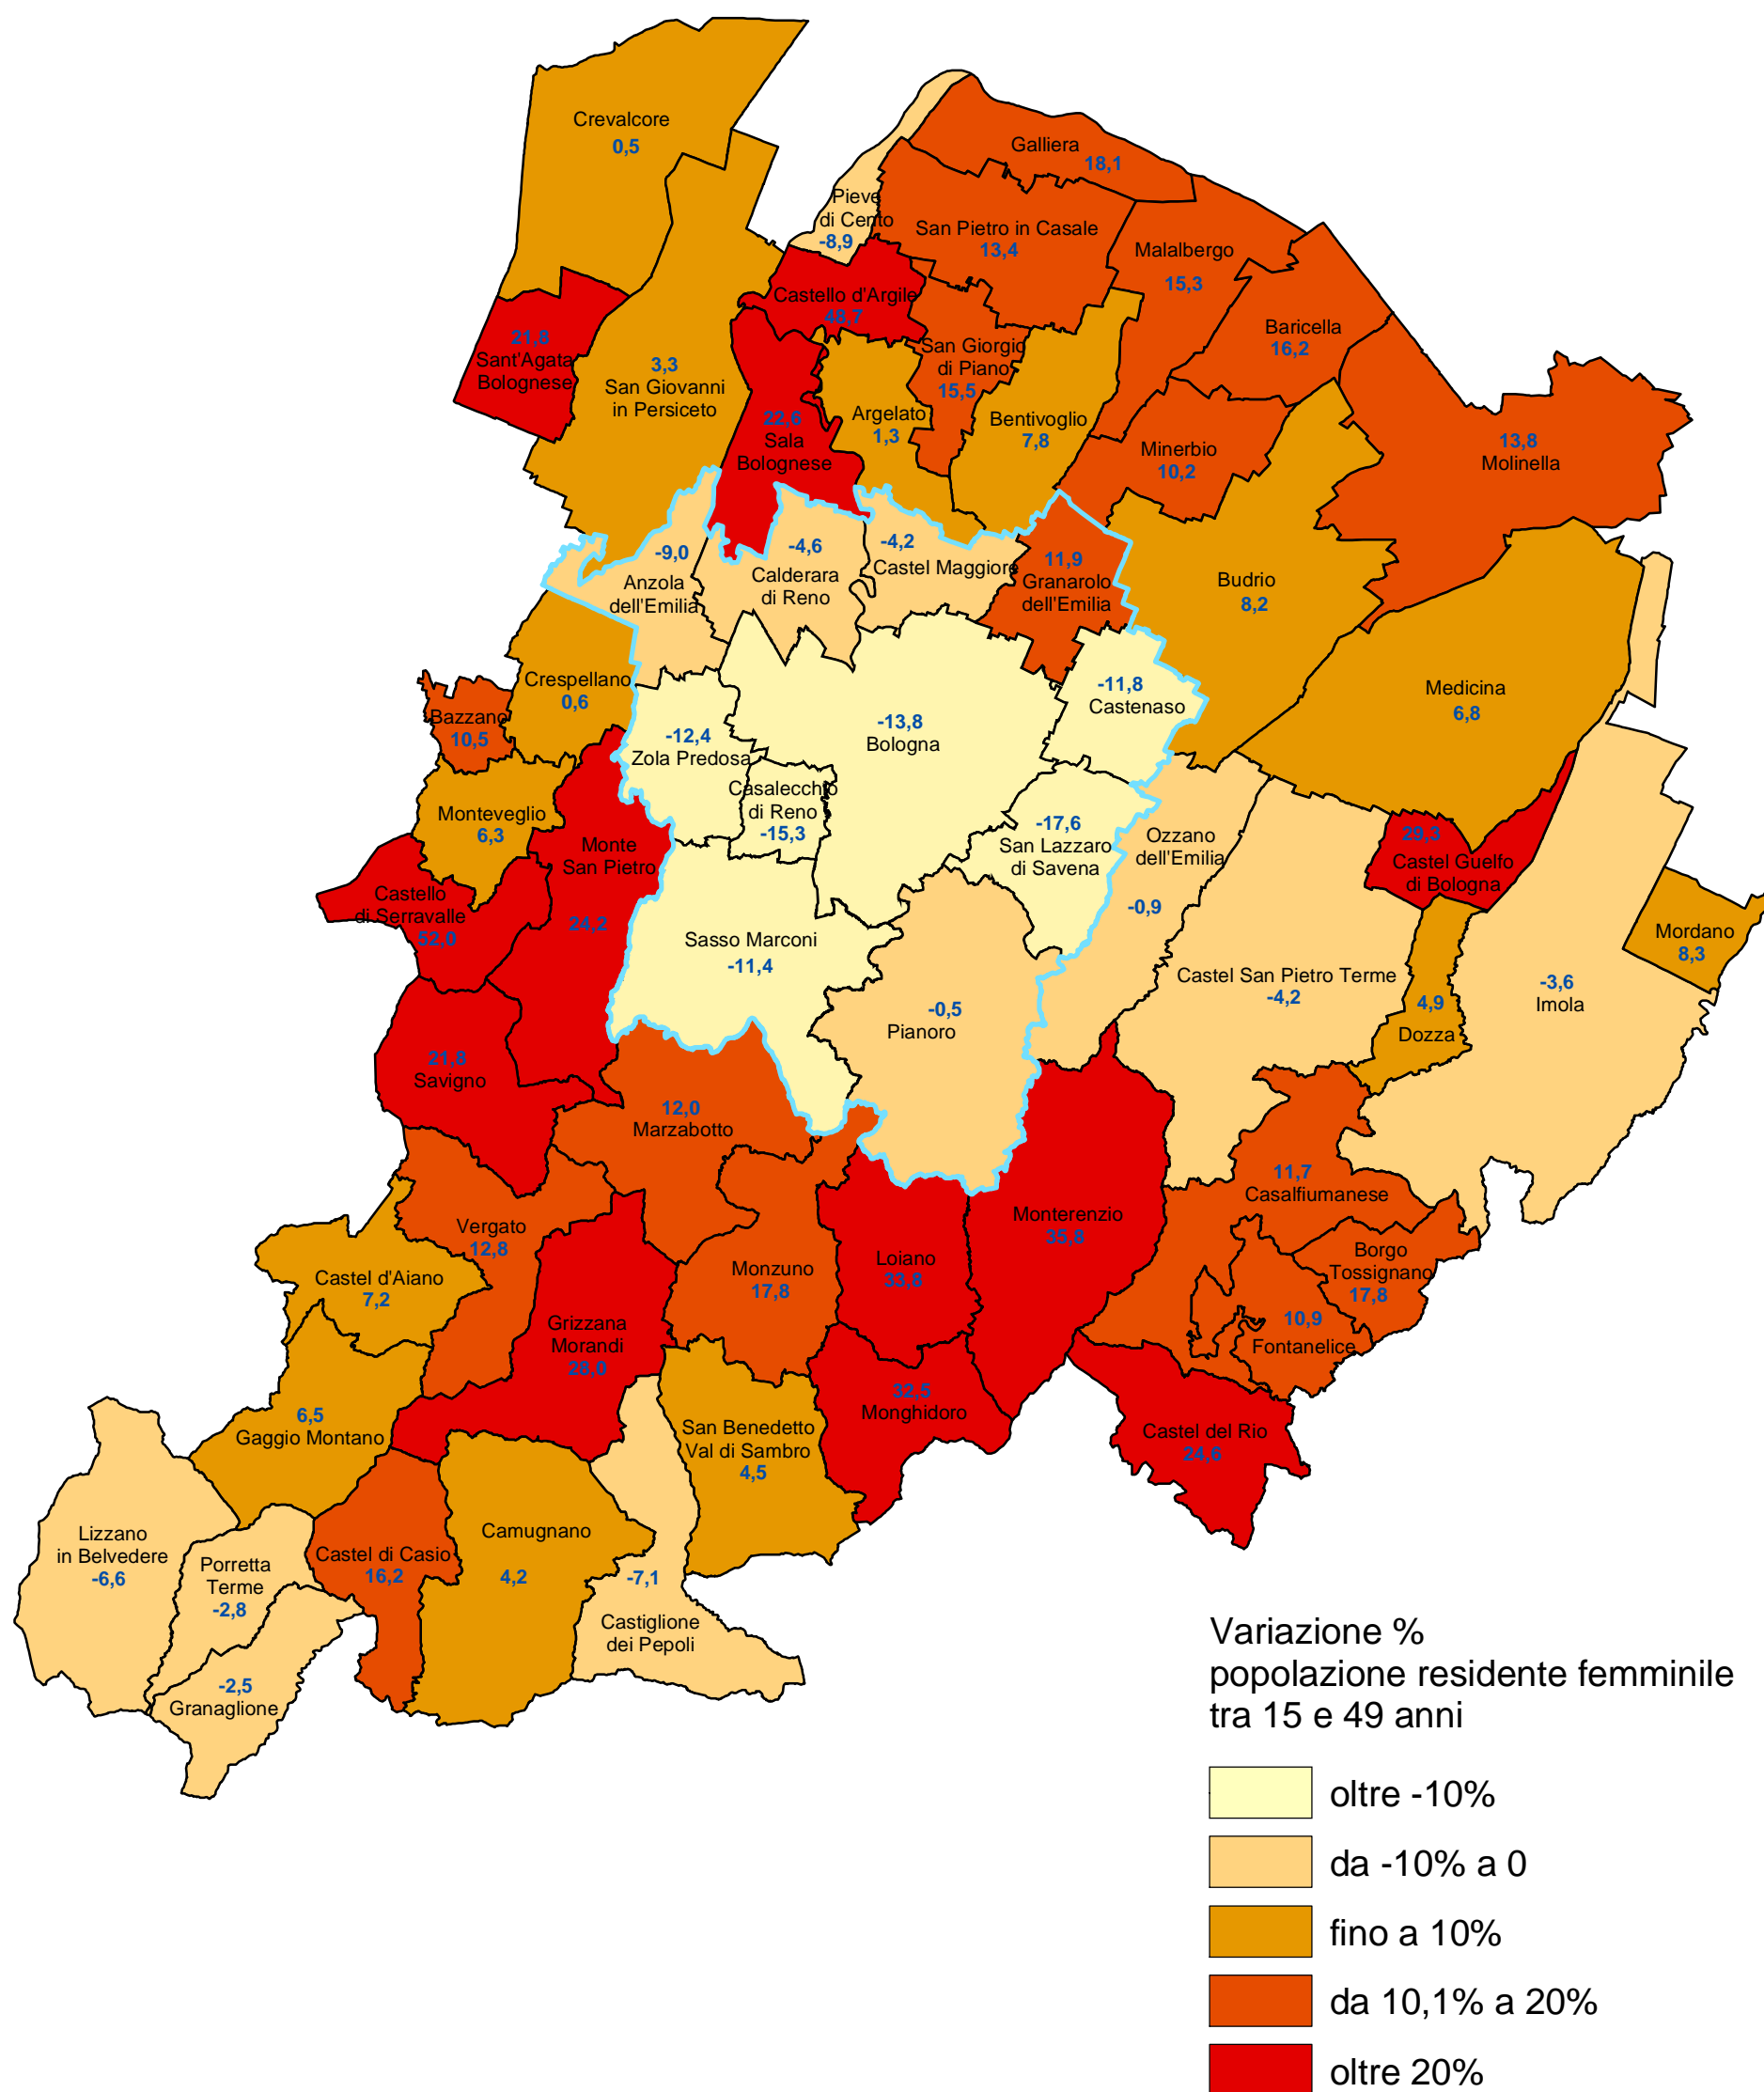 Crevalcore
0,5
Galliera
18,1
Pieve
di Cento
-8,9
San Pietro in Casale
13,4
Malalbergo
15,3
Castello d'Argile
48,7
Baricella
16,2
21,8
Sant'Agata
Bolognese
3,3
San Giovanni
in Persiceto
San Giorgio
di Piano
15,5
22,6
Sala
Bolognese
Argelato
1,3
Bentivoglio
7,8
Minerbio
10,2
13,8
Molinella
-9,0
Anzola
dell'Emilia
-4,6
Calderara
di Reno
-4,2
Castel Maggiore
11,9
Granarolo
dell'Emilia
Budrio
8,2
Crespellano
0,6
Bazzano
10,5
-12,4
Zola Predosa
-13,8
Bologna
-11,8
Castenaso
Medicina
6,8
Casalecchio
di Reno
-15,3
Monteveglio
6,3
Monte
San Pietro
24,2
-17,6
San Lazzaro
di Savena
Ozzano
dell'Emilia
-0,9
29,3
Castel Guelfo
di Bologna
Castello
di Serravalle
52,0
Sasso Marconi
-11,4
Mordano
8,3
Castel San Pietro Terme
-4,2
-3,6
Imola
-0,5
Pianoro
4,9
Dozza
21,8
Savigno
12,0
Marzabotto
11,7
Casalfiumanese
Vergato
12,8
Monterenzio
35,8
Castel d'Aiano
7,2
Monzuno
17,8
Loiano
33,8
Borgo
Tossignano
17,8
Grizzana
Morandi
28,0
10,9
Fontanelice
6,5
Gaggio Montano
San Benedetto
Val di Sambro
4,5
32,5
Monghidoro
Castel del Rio
24,6
Lizzano
in Belvedere
-6,6
Porretta
Terme
-2,8
Castel di Casio
16,2
Camugnano
4,2
-7,1
Castiglione
dei Pepoli
-2,5
Granaglione
Variazione %
popolazione residente femminile
tra 15 e 49 anni
oltre -10%
da -10% a 0
fino a 10%
da 10,1% a 20%
oltre 20%